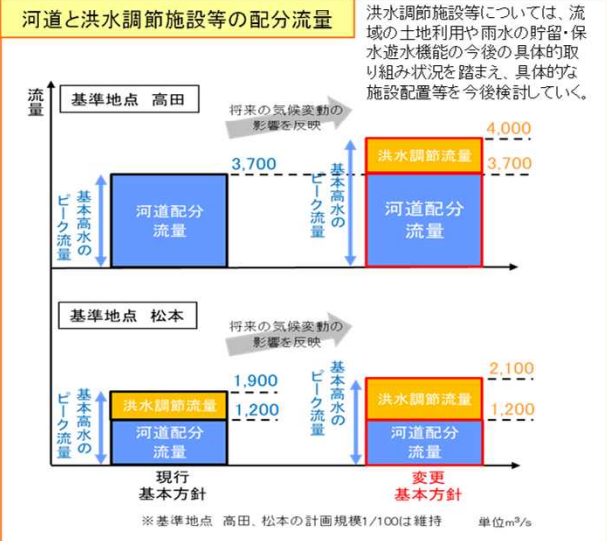 河道と洪水調節施設等の配分流量
洪水調節施設等については、流
域の土地利用や雨水の貯留・保
水遊水機能の今後の具体的取
り組み状況を踏まえ、具体的な
施設配置等を今後検討していく。
流量
基準地点 高田
将来の気候変動の
影響を反映
基本高水の
ピーク流量
3,700
河道配分
流量
基本高水の
ピーク流量
4,000
洪水調節流量
3,700
河道配分
流量
基準地点 松本
将来の気候変動の
影響を反映
基本高水の
ピーク流量
1,900
洪水調節流量
1,200
河道配分
流量
基本高水の
ピーク流量
2,100
洪水調節流量
1,200
河道配分
流量
現行
基本方針
変更
基本方針
※基準地点 高田、松本の計画規模1/100は維持
単位m³/s